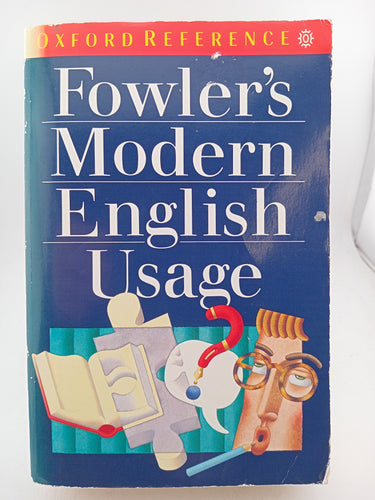 OXFORD REFERENCE
Fowler's
Modern
English
Usage